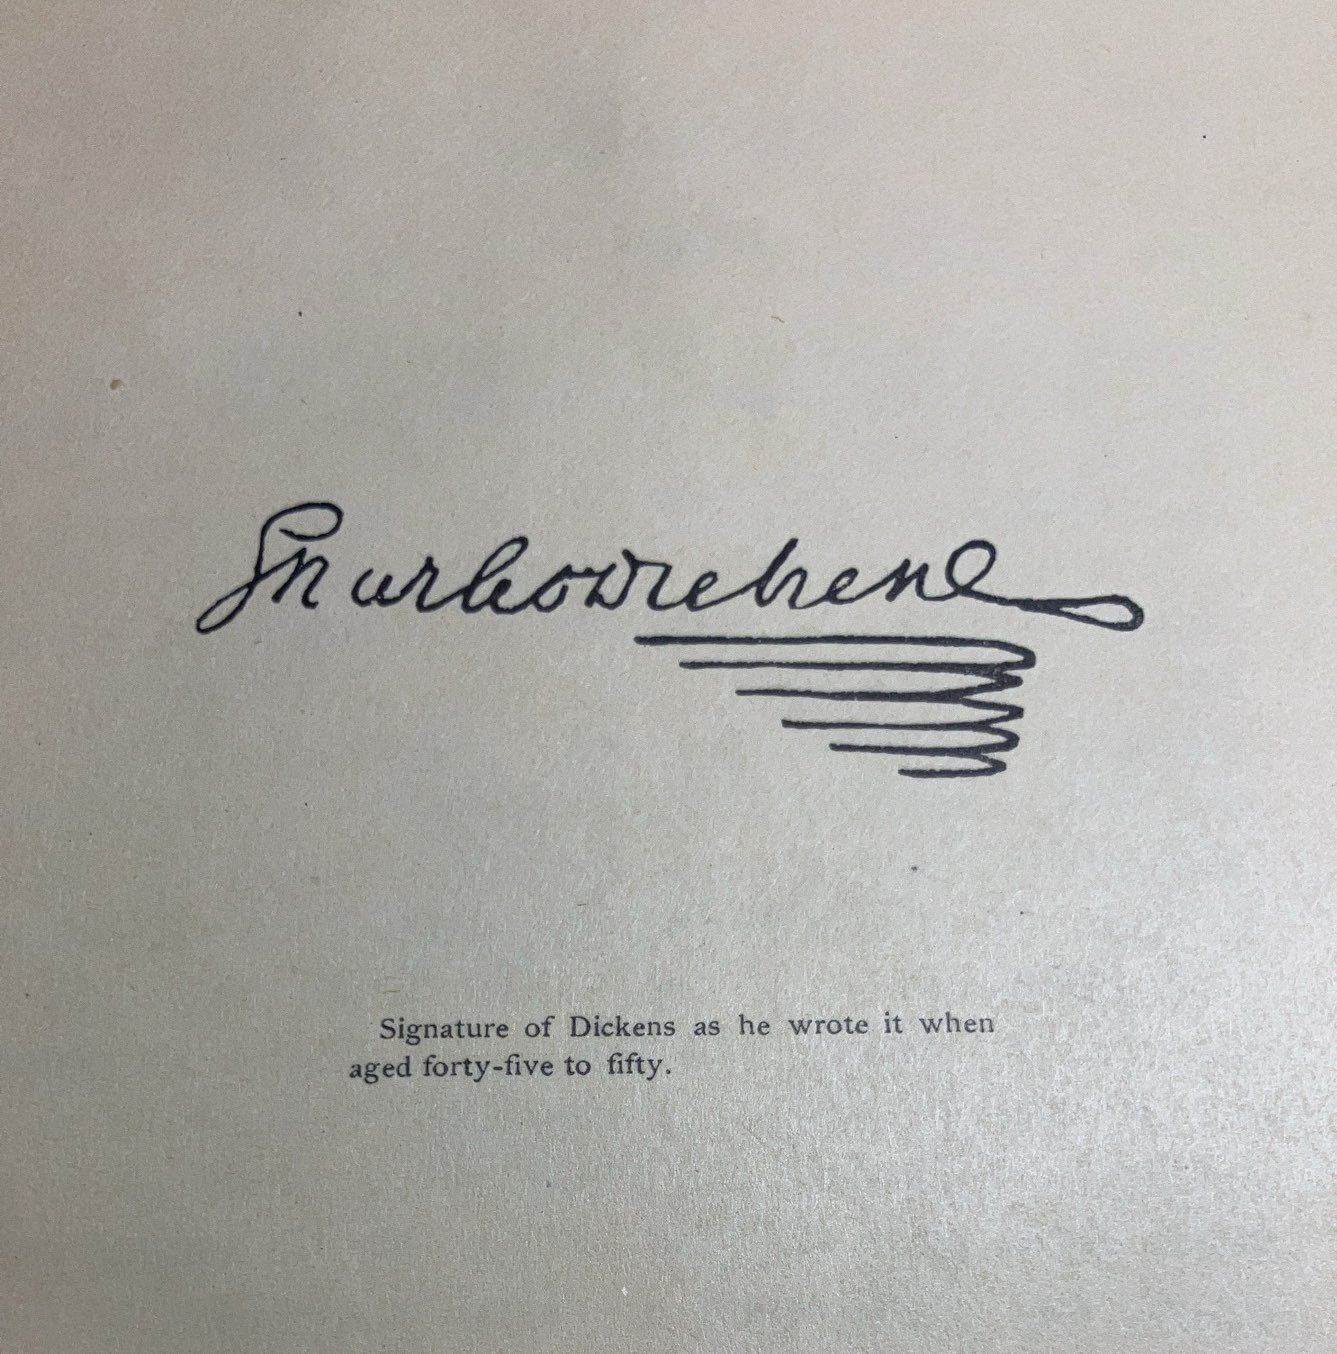 Charles Dickens
Signature of Dickens as he wrote it when
aged forty-five to fifty.